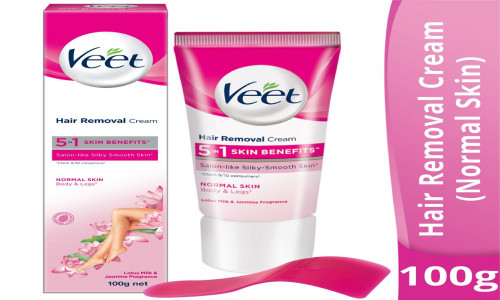 Veet
Hair Removal Cream
5 in 1 SKIN BENEFITS
Salon-like Silky-Smooth Skin*
NORMAL SKIN
Body & Legs*
Lotus Milk &
Jasmine Fragrance
100g net
Veet
Hair Removal Cream
5 in 1 SKIN BENEFITS
Salon-like Silky-Smooth Skin*
NORMAL SKIN
Body & Legs*
Lotus Milk & Jasmine Fragrance
Hair Removal Cream
(Normal Skin)
100g